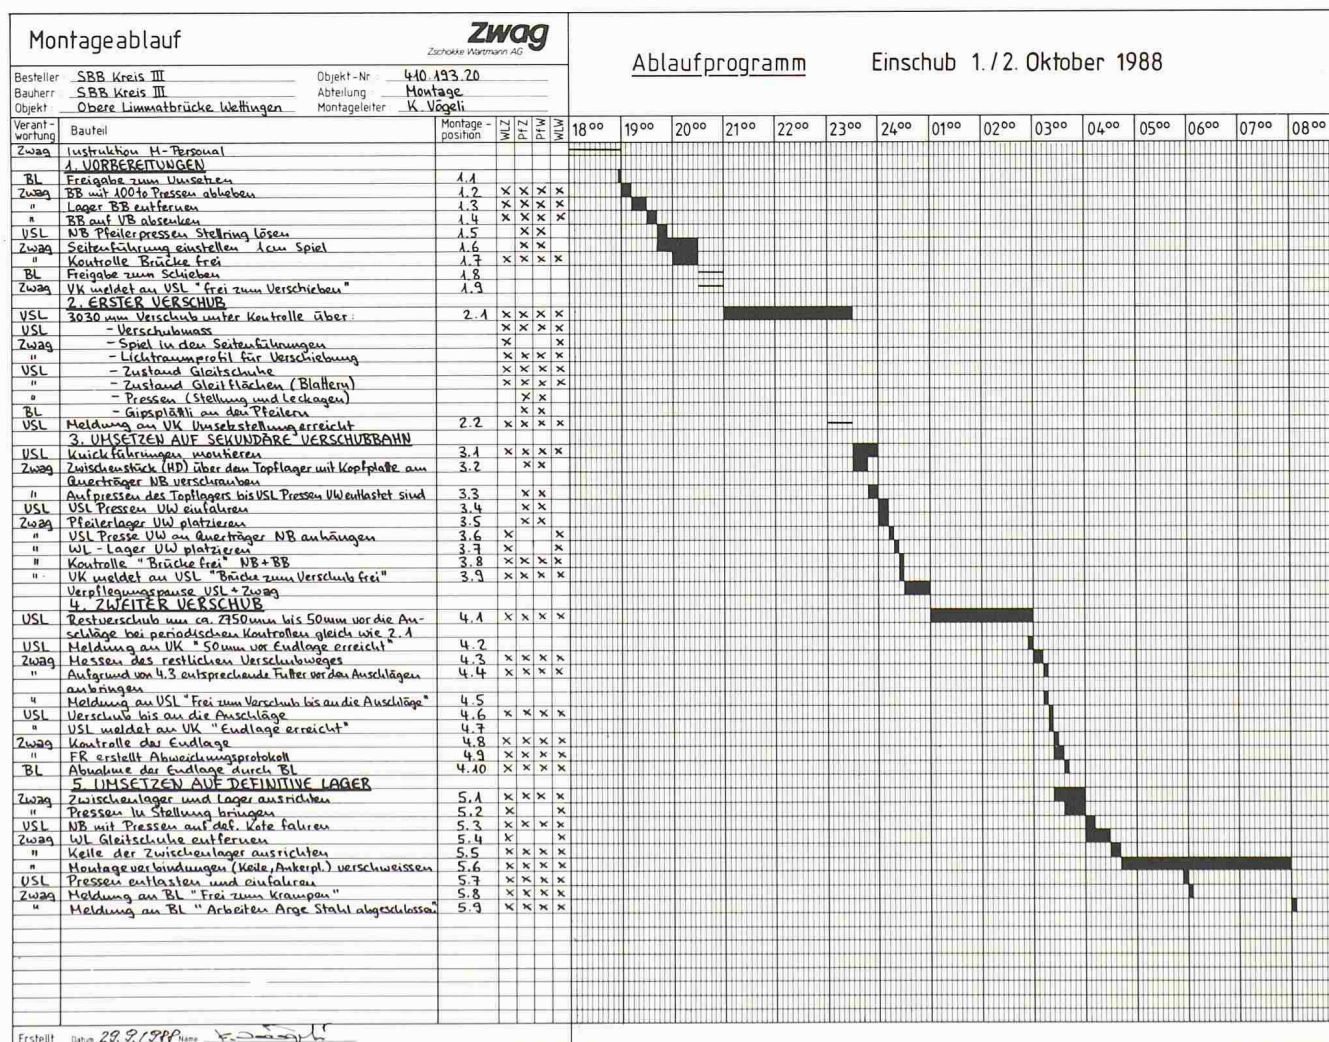 Montageablauf
Zwag
Zschokke Wartmann AG
Ablaufprogramm Einschub 1./2. Oktober 1988
Besteller SBB Kreis III Objekt-Nr 410.193.20
Bauherr SBB Kreis III Abteilung Montage
Objekt Obere Limmatbrücke Wettingen Montageleiter K. Vögeli
Verantwortung Bauteil Montage-position WLZ PfZ PfW WLW 18⁰⁰ 19⁰⁰ 20⁰⁰ 21⁰⁰ 22⁰⁰ 23⁰⁰ 24⁰⁰ 01⁰⁰ 02⁰⁰ 03⁰⁰ 04⁰⁰ 05⁰⁰ 06⁰⁰ 07⁰⁰ 08⁰⁰
Zwag Instruktion M-Personal
1. VORBEREITUNGEN
BL Freigabe zum Umsetzen 1.1
Zwag BB mit 100to Pressen abheben 1.2 x x x x
" Lager BB entfernen 1.3 x x x x
" BB auf VB absenken 1.4 x x x x
VSL NB Pfeilerpressen Stellring lösen 1.5 x x
Zwag Seitenführung einstellen 1cm Spiel 1.6 x x
" Kontrolle Brücke frei 1.7 x x x x
BL Freigabe zum Schieben 1.8
Zwag VK meldet an VSL "frei zum Verschieben" 1.9
2. ERSTER VERSCHUB
VSL 3030 mm Verschub unter Kontrolle über: 2.1 x x x x
VSL - Verschubmass x x x x
Zwag - Spiel in den Seitenführungen x x
" - Lichtraumprofil für Verschiebung x x x x
VSL - Zustand Gleitschuhe x x x x
" - Zustand Gleitflächen (Blattern) x x x x
" - Pressen (Stellung und Leckagen) x x
BL - Gipsplättli an den Pfeilern x x
VSL Meldung an VK Umsetzstellung erreicht 2.2 x x x x
3. UMSETZEN AUF SEKUNDÄRE VERSCHUBBAHN
VSL Knickführungen montieren 3.1 x x x x
Zwag Zwischenstück (HD) über dem Topflager mit Kopfplatte am 3.2 x x
Querträger NB verschrauben
" Aufpressen des Topflagers bis VSL Pressen UW entlastet sind 3.3 x x
VSL VSL Pressen UW einfahren 3.4 x x
Zwag Pfeilerlager UW platzieren 3.5 x x
" VSL Presse UW an Querträger NB anhängen 3.6 x x
" WL-Lager UW platzieren 3.7 x x
" Kontrolle "Brücke frei" NB+BB 3.8 x x x x
" VK meldet an VSL "Brücke zum Verschub frei" 3.9 x x x x
Verpflegungspause VSL + Zwag
4. ZWEITER VERSCHUB
VSL Restverschub um ca. 2750mm bis 50mm vor die An- 4.1 x x x x
schläge bei periodischen Kontrollen gleich wie 2.1
VSL Meldung an VK "50mm vor Endlage erreicht" 4.2
Zwag Messen des restlichen Verschubweges 4.3 x x x x
" Aufgrund von 4.3 entsprechende Futter vor den Anschlägen 4.4 x x x x
anbringen
" Meldung an VSL "Frei zum Verschub bis an die Anschläge" 4.5
VSL Verschub bis an die Anschläge 4.6 x x x x
" VSL meldet an VK "Endlage erreicht" 4.7
Zwag Kontrolle der Endlage 4.8 x x x x
" FR erstellt Abweichungsprotokoll 4.9 x x x x
BL Abnahme der Endlage durch BL 4.10 x x x x
5. UMSETZEN AUF DEFINITIVE LAGER
Zwag Zwischenlager und Lager ausrichten 5.1 x x x x
" Pressen in Stellung bringen 5.2 x x
VSL NB mit Pressen auf def. Kote fahren 5.3 x x x x
Zwag WL Gleitschuhe entfernen 5.4 x x
" Keile der Zwischenlager ausrichten 5.5 x x x x
" Montageverbindungen (Keile, Ankerpl.) verschweissen 5.6 x x x x
VSL Pressen entlasten und einfahren 5.7 x x x x
Zwag Meldung an BL "Frei zum Krampen" 5.8 x x x x
" Meldung an BL "Arbeiten Arge Stahl abgeschlossen" 5.9 x x x x
Erstellt Datum 29.9.1988 Name K. Vögeli